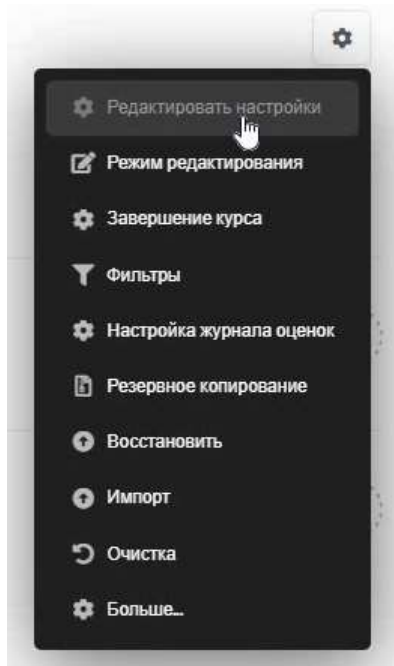 Редактировать настройки
Режим редактирования
Завершение курса
Фильтры
Настройка журнала оценок
Резервное копирование
Восстановить
Импорт
Очистка
Больше...